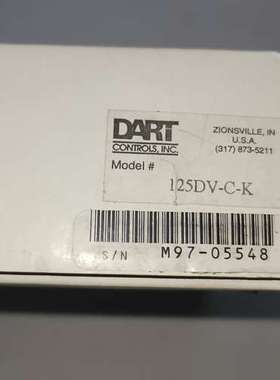 DART
CONTROLS, INC.
ZIONSVILLE, IN
U.S.A.
(317) 873-5211
Model #
125DV-C-K
S/N M97-05548